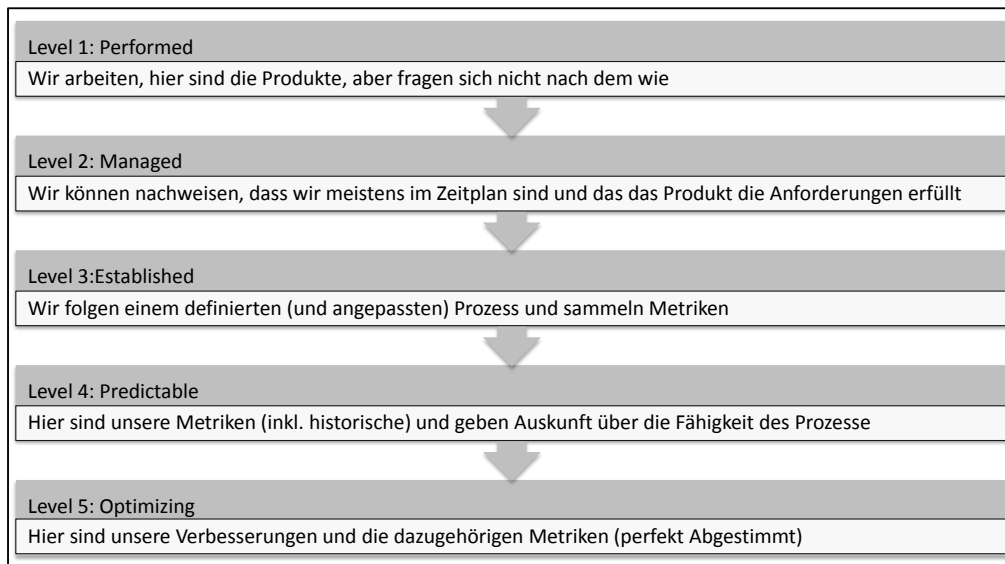 Level 1: Performed
Wir arbeiten, hier sind die Produkte, aber fragen sich nicht nach dem wie
Level 2: Managed
Wir können nachweisen, dass wir meistens im Zeitplan sind und das das Produkt die Anforderungen erfüllt
Level 3:Established
Wir folgen einem definierten (und angepassten) Prozess und sammeln Metriken
Level 4: Predictable
Hier sind unsere Metriken (inkl. historische) und geben Auskunft über die Fähigkeit des Prozesse
Level 5: Optimizing
Hier sind unsere Verbesserungen und die dazugehörigen Metriken (perfekt Abgestimmt)